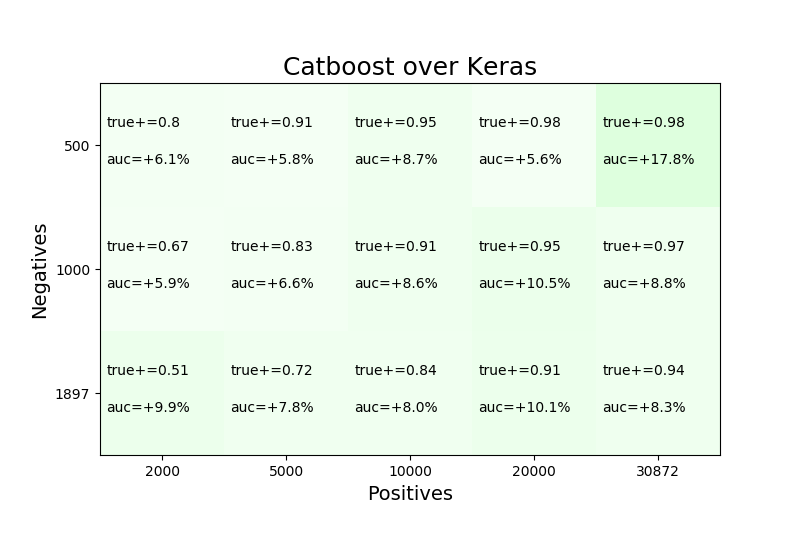 Catboost over Keras
true+=0.8 true+=0.91 true+=0.95 true+=0.98 true+=0.98
500
auc=+6.1% auc=+5.8% auc=+8.7% auc=+5.6% auc=+17.8%
true+=0.67 true+=0.83 true+=0.91 true+=0.95 true+=0.97
1000
auc=+5.9% auc=+6.6% auc=+8.6% auc=+10.5% auc=+8.8%
true+=0.51 true+=0.72 true+=0.84 true+=0.91 true+=0.94
1897
auc=+9.9% auc=+7.8% auc=+8.0% auc=+10.1% auc=+8.3%
Negatives
2000 5000 10000 20000 30872
Positives